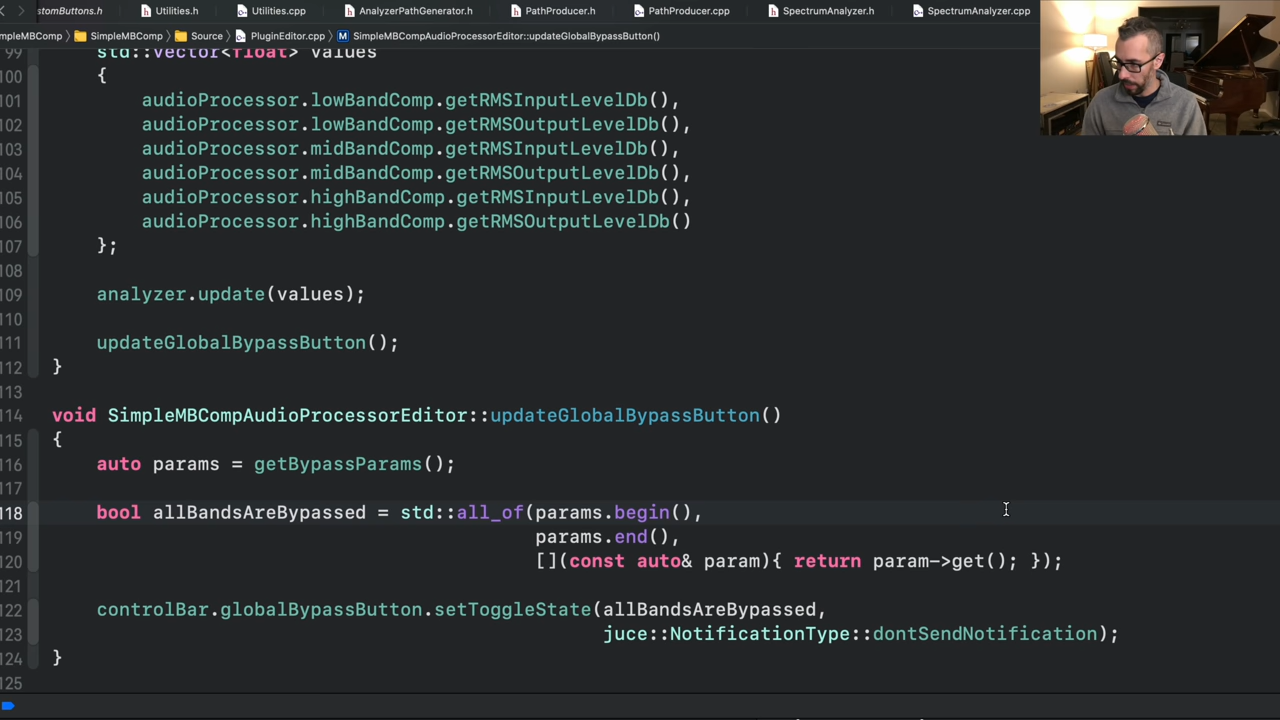 stomButtons.h Utilities.h Utilities.cpp AnalyzerPathGenerator.h PathProducer.h PathProducer.cpp SpectrumAnalyzer.h SpectrumAnalyzer.cpp
impleMBComp SimpleMBComp Source PluginEditor.cpp SimpleMBCompAudioProcessorEditor::updateGlobalBypassButton()
99 std::vector<float> values
100 {
101 audioProcessor.lowBandComp.getRMSInputLevelDb(),
102 audioProcessor.lowBandComp.getRMSOutputLevelDb(),
103 audioProcessor.midBandComp.getRMSInputLevelDb(),
104 audioProcessor.midBandComp.getRMSOutputLevelDb(),
105 audioProcessor.highBandComp.getRMSInputLevelDb(),
106 audioProcessor.highBandComp.getRMSOutputLevelDb()
107 };
108
109 analyzer.update(values);
110
111 updateGlobalBypassButton();
112 }
113
114 void SimpleMBCompAudioProcessorEditor::updateGlobalBypassButton()
115 {
116 auto params = getBypassParams();
117
118 bool allBandsAreBypassed = std::all_of(params.begin(),
119 params.end(),
120 [](const auto& param){ return param->get(); });
121
122 controlBar.globalBypassButton.setToggleState(allBandsAreBypassed,
123 juce::NotificationType::dontSendNotification);
124 }
125